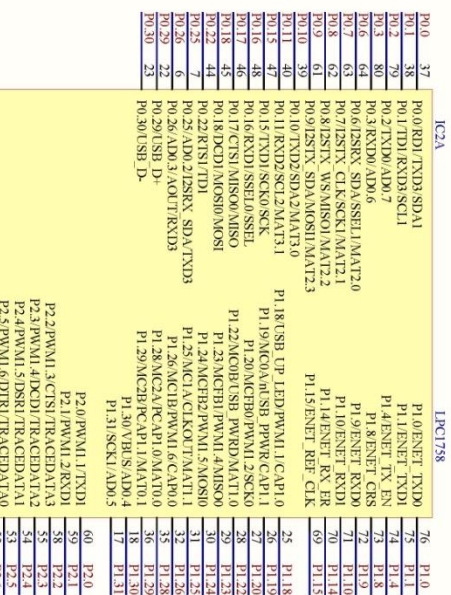 IC2A
LPC1758
P0.0 37 P0.0/RD1/TXD3/SDA1
P0.1 38 P0.1/TD1/RXD3/SCL1
P0.2 79 P0.2/TXD0/AD0.7
P0.3 80 P0.3/RXD0/AD0.6
P0.6 64 P0.6/I2SRX_SDA/SSEL1/MAT2.0
P0.7 63 P0.7/I2STX_CLK/SCK1/MAT2.1
P0.8 62 P0.8/I2STX_WS/MISO1/MAT2.2
P0.9 61 P0.9/I2STX_SDA/MOSI1/MAT2.3
P0.10 39 P0.10/TXD2/SDA2/MAT3.0
P0.11 40 P0.11/RXD2/SCL2/MAT3.1
P0.15 47 P0.15/TXD1/SCK0/SCK
P0.16 48 P0.16/RXD1/SSEL0/SSEL
P0.17 46 P0.17/CTS1/MISO0/MISO
P0.18 45 P0.18/DCD1/MOSI0/MOSI
P0.22 44 P0.22/RTS1/TD1
P0.25 7 P0.25/AD0.2/I2SRX_SDA/TXD3
P0.26 6 P0.26/AD0.3/AOUT/RXD3
P0.29 22 P0.29/USB_D+
P0.30 23 P0.30/USB_D-
P1.0/ENET_TXD0 76 P1.0
P1.1/ENET_TXD1 75 P1.1
P1.4/ENET_TX_EN 74 P1.4
P1.8/ENET_CRS 73 P1.8
P1.9/ENET_RXD0 72 P1.9
P1.10/ENET_RXD1 71 P1.10
P1.14/ENET_RX_ER 70 P1.14
P1.15/ENET_REF_CLK 69 P1.15
P1.18/USB_UP_LED/PWM1.1/CAP1.0 25 P1.18
P1.19/MC0A/nUSB_PPWR/CAP1.1 26 P1.19
P1.20/MCFB0/PWM1.2/SCK0 27 P1.20
P1.22/MC0B/USB_PWRD/MAT1.0 28 P1.22
P1.23/MCFB1/PWM1.4/MISO0 29 P1.23
P1.24/MCFB2/PWM1.5/MOSI0 30 P1.24
P1.25/MC1A/CLKOUT/MAT1.1 31 P1.25
P1.26/MC1B/PWM1.6/CAP0.0 32 P1.26
P1.28/MC2A/PCAP1.0/MAT0.0 35 P1.28
P1.29/MC2B/PCAP1.1/MAT0.1 36 P1.29
P1.30/VBUS/AD0.4 18 P1.30
P1.31/SCK1/AD0.5 17 P1.31
P2.0/PWM1.1/TXD1 60 P2.0
P2.1/PWM1.2/RXD1 59 P2.1
P2.2/PWM1.3/CTS1/TRACEDATA3 58 P2.2
P2.3/PWM1.4/DCD1/TRACEDATA2 55 P2.3
P2.4/PWM1.5/DSR1/TRACEDATA1 54 P2.4
P2.5/PWM1.6/DTR1/TRACEDATA0 53 P2.5